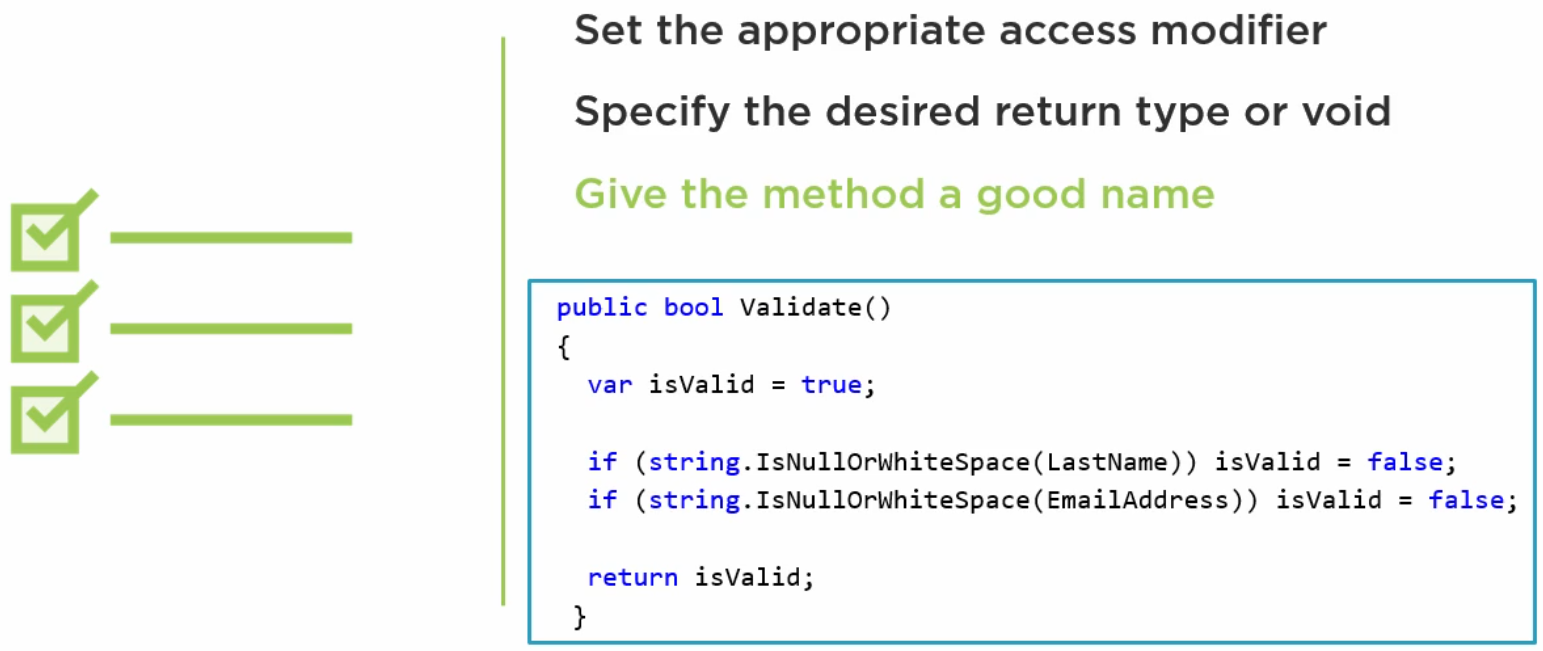 Set the appropriate access modifier
Specify the desired return type or void
Give the method a good name
public bool Validate()
{
  var isValid = true;

  if (string.IsNullOrWhiteSpace(LastName)) isValid = false;
  if (string.IsNullOrWhiteSpace(EmailAddress)) isValid = false;

  return isValid;
 }